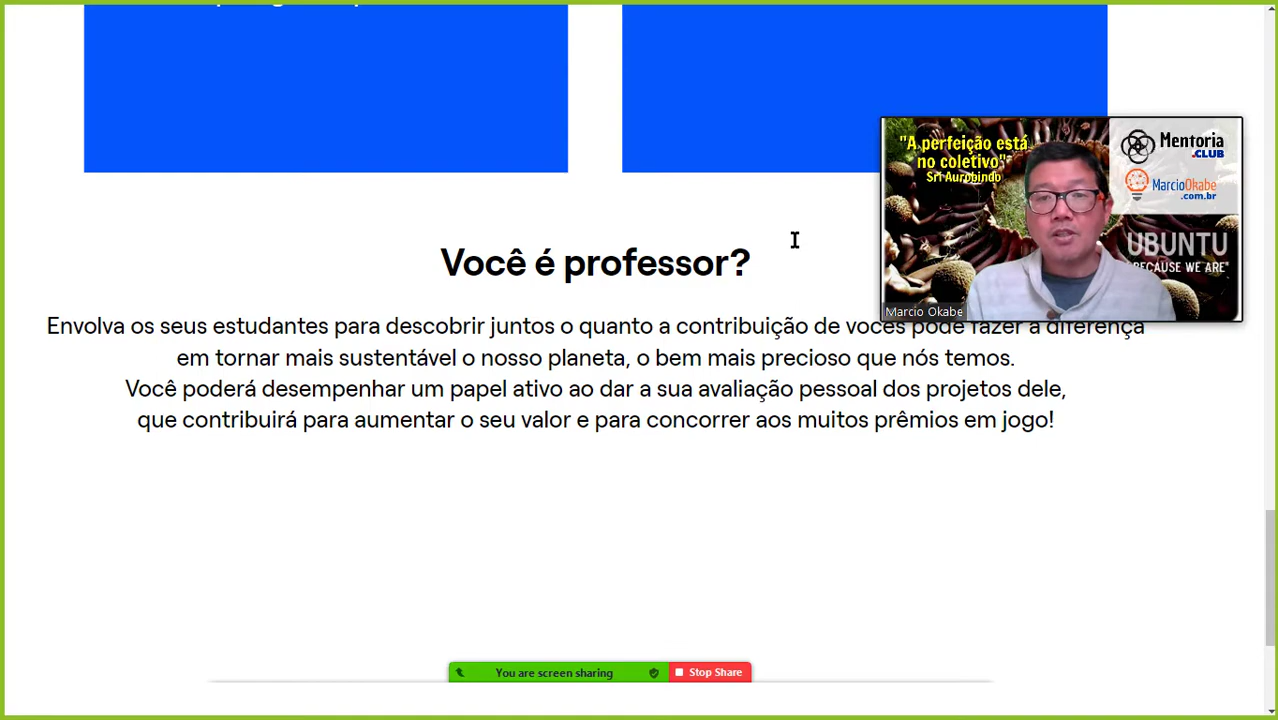 "A perfeição está
no coletivo"
Sri Aurobindo
Mentoria
.CLUB
MarcioOkabe
.com.br
UBUNTU
BECAUSE WE ARE"
Marcio Okabe
Você é professor?
Envolva os seus estudantes para descobrir juntos o quanto a contribuição de vocês pode fazer a diferença
em tornar mais sustentável o nosso planeta, o bem mais precioso que nós temos.
Você poderá desempenhar um papel ativo ao dar a sua avaliação pessoal dos projetos dele,
que contribuirá para aumentar o seu valor e para concorrer aos muitos prêmios em jogo!
You are screen sharing
Stop Share